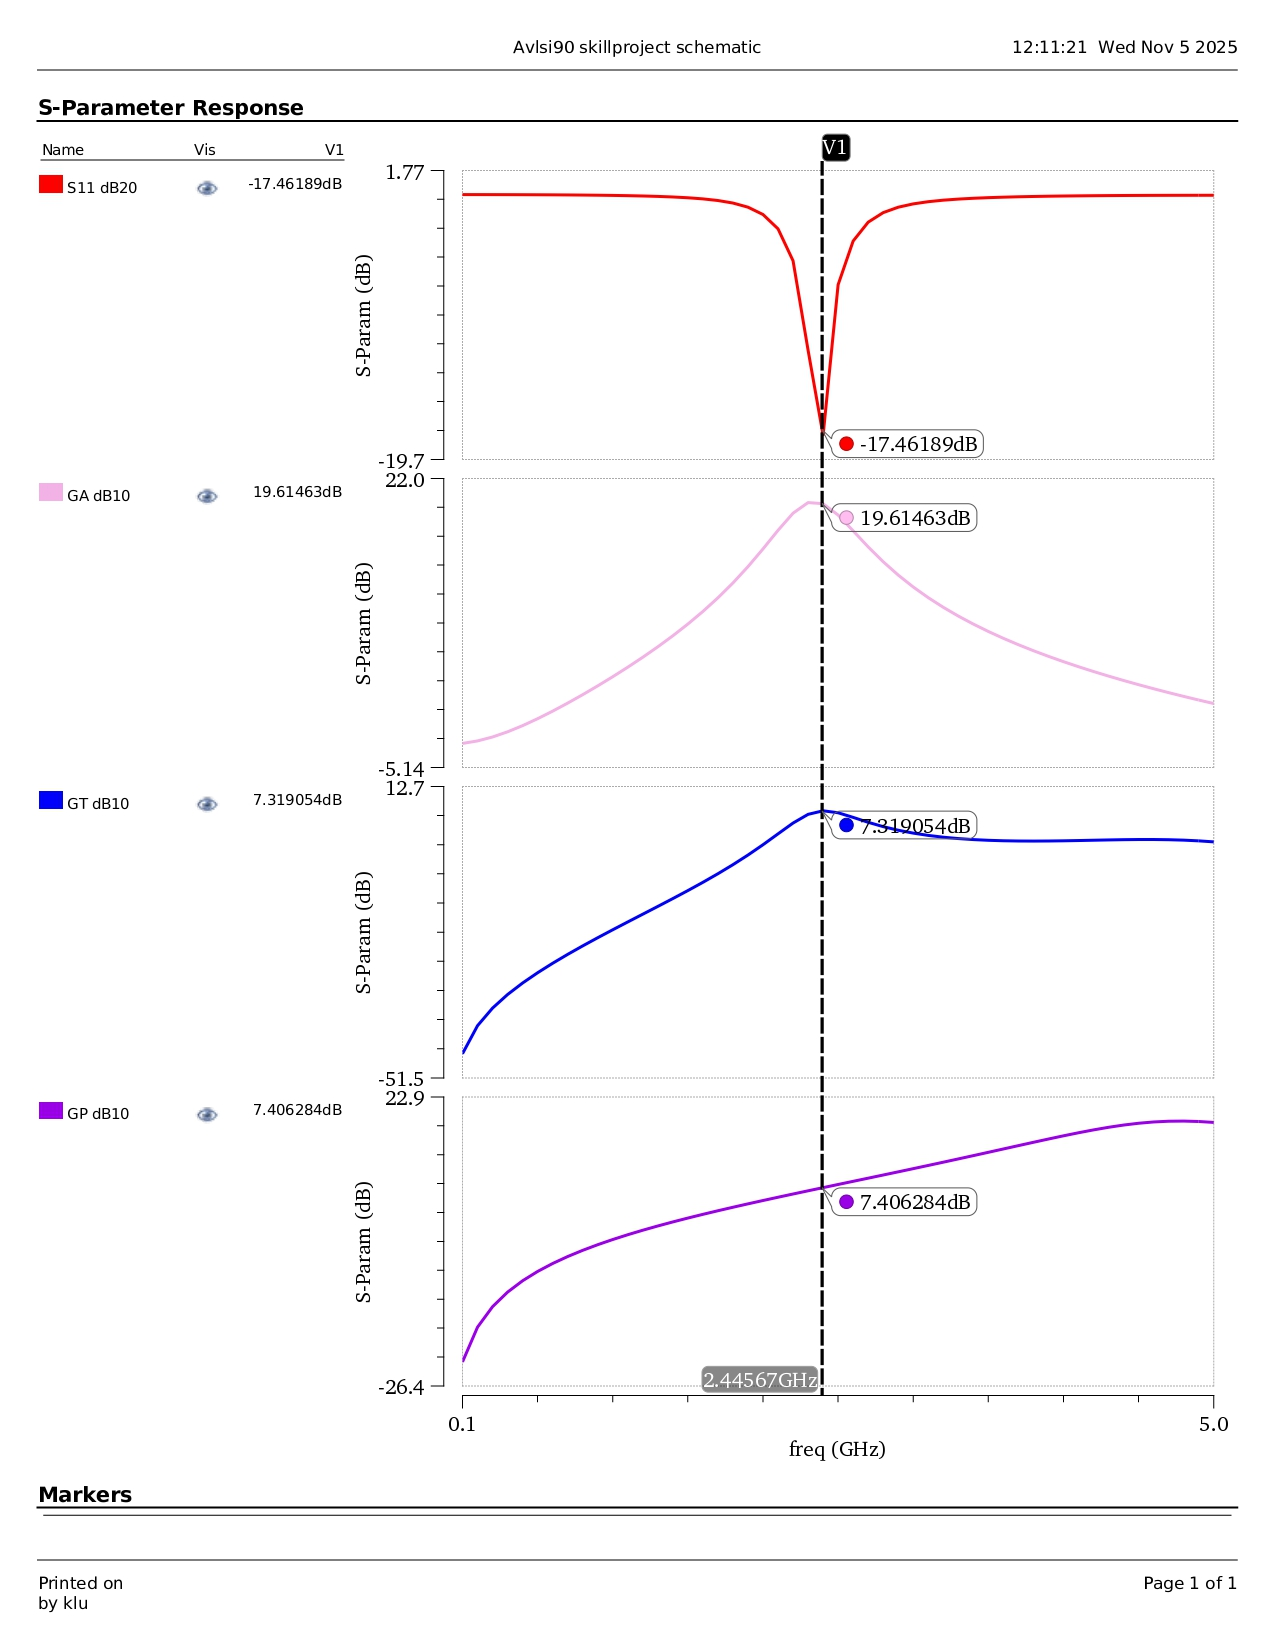 Avlsi90 skillproject schematic
12:11:21 Wed Nov 5 2025
S-Parameter Response
Name Vis V1
V1
S11 dB20 -17.46189dB
1.77
S-Param (dB)
-19.7
-17.46189dB
GA dB10 19.61463dB
22.0
S-Param (dB)
-5.14
19.61463dB
GT dB10 7.319054dB
12.7
S-Param (dB)
-51.5
7.319054dB
GP dB10 7.406284dB
22.9
S-Param (dB)
-26.4
7.406284dB
2.44567GHz
0.1 5.0
freq (GHz)
Markers
Printed on
by klu
Page 1 of 1